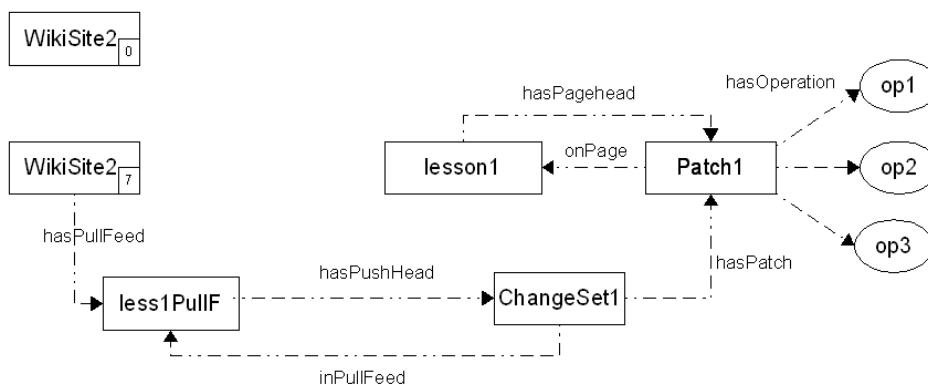 WikiSite2
0
hasPagehead
hasOperation
op1
WikiSite2
7
lesson1
onPage
Patch1
op2
hasPullFeed
op3
hasPushHead
hasPatch
less1PullF
ChangeSet1
inPullFeed